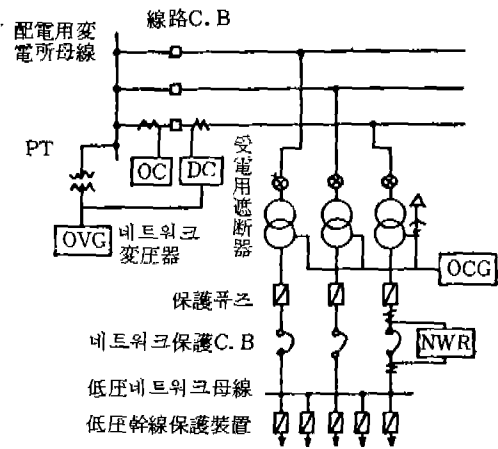 配電用変
電所母線
線路C.B
PT
OC
DC
OVG
네트워크
変圧器
受電用遮断器
OCG
保護퓨즈
네트워크保護C.B
NWR
低圧네트워크母線
低圧幹線保護装置